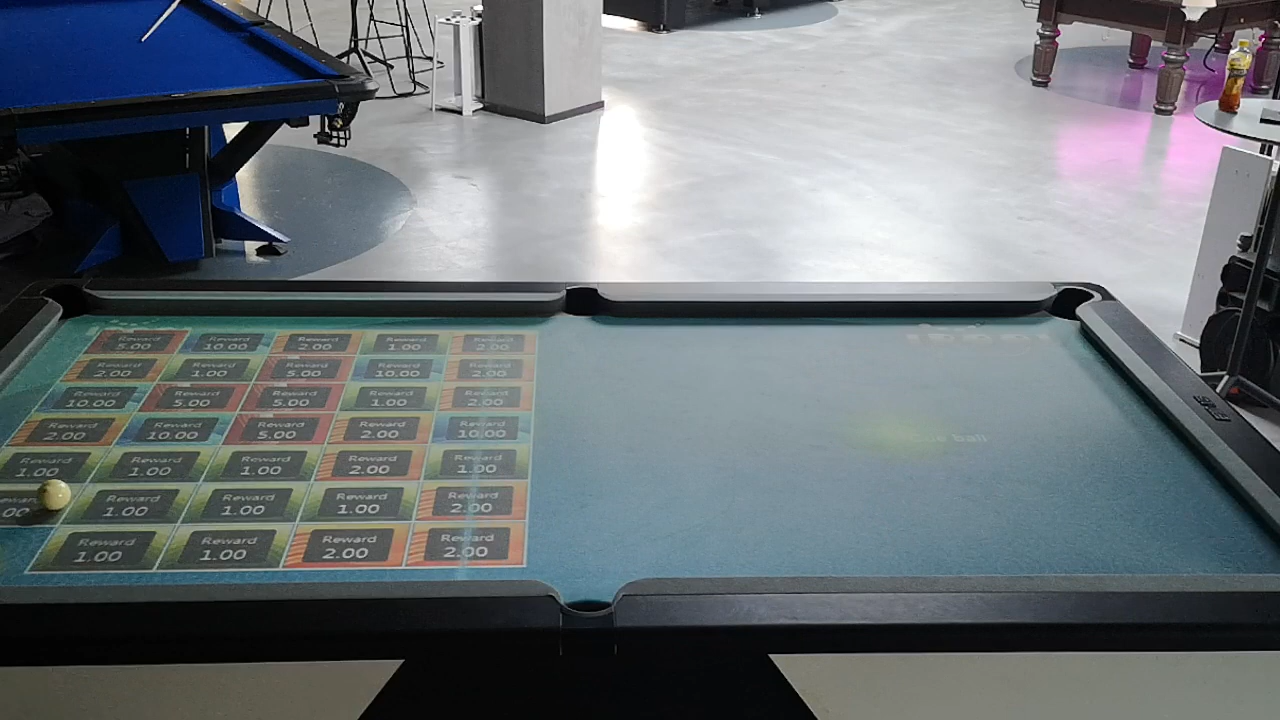 Reward Reward Reward Reward Reward
5.00 10.00 2.00 1.00 2.00
Reward Reward Reward Reward Reward
2.00 1.00 5.00 10.00 2.00
Reward Reward Reward Reward Reward
10.00 5.00 5.00 1.00 2.00
Reward Reward Reward Reward Reward
2.00 10.00 5.00 2.00 10.00
Reward Reward Reward Reward Reward
1.00 1.00 1.00 2.00 1.00
Reward Reward Reward Reward
1.00 1.00 1.00 2.00
Reward Reward Reward Reward
1.00 1.00 2.00 2.00
ball